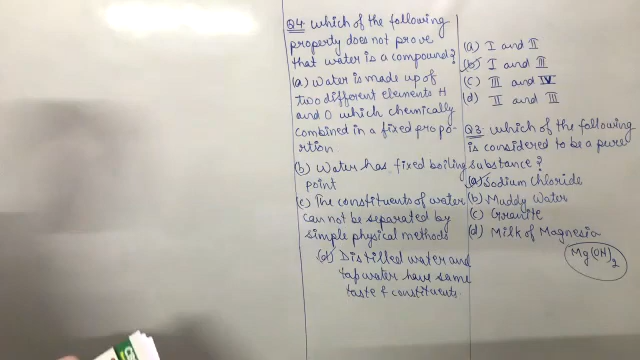 Q4 which of the following
property does not prove
that water is a compound?
(a) Water is made up of
two different elements H
and O which chemically
combined in a fixed propo-
rtion
(b) Water has fixed boiling
point
(c) The constituents of water
can not be separated by
simple physical methods
(d) Distilled water and
tap water have same
taste & constituents.
(a) I and II
(b) I and III
(c) III and IV
(d) II and III
Q3 which of the following
is considered to be a pure
substance?
(a) Sodium chloride
(b) Muddy Water
(c) Granite
(d) Milk of Magnesia
Mg(OH)2